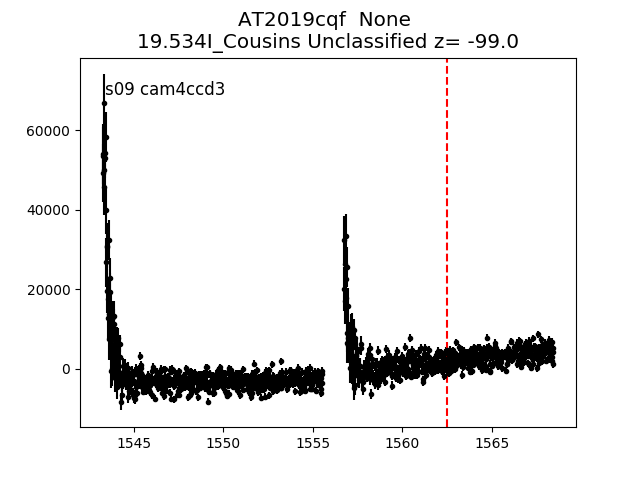 AT2019cqf  None
19.534I_Cousins Unclassified z= -99.0
s09 cam4ccd3
60000
40000
20000
0
1545 1550 1555 1560 1565